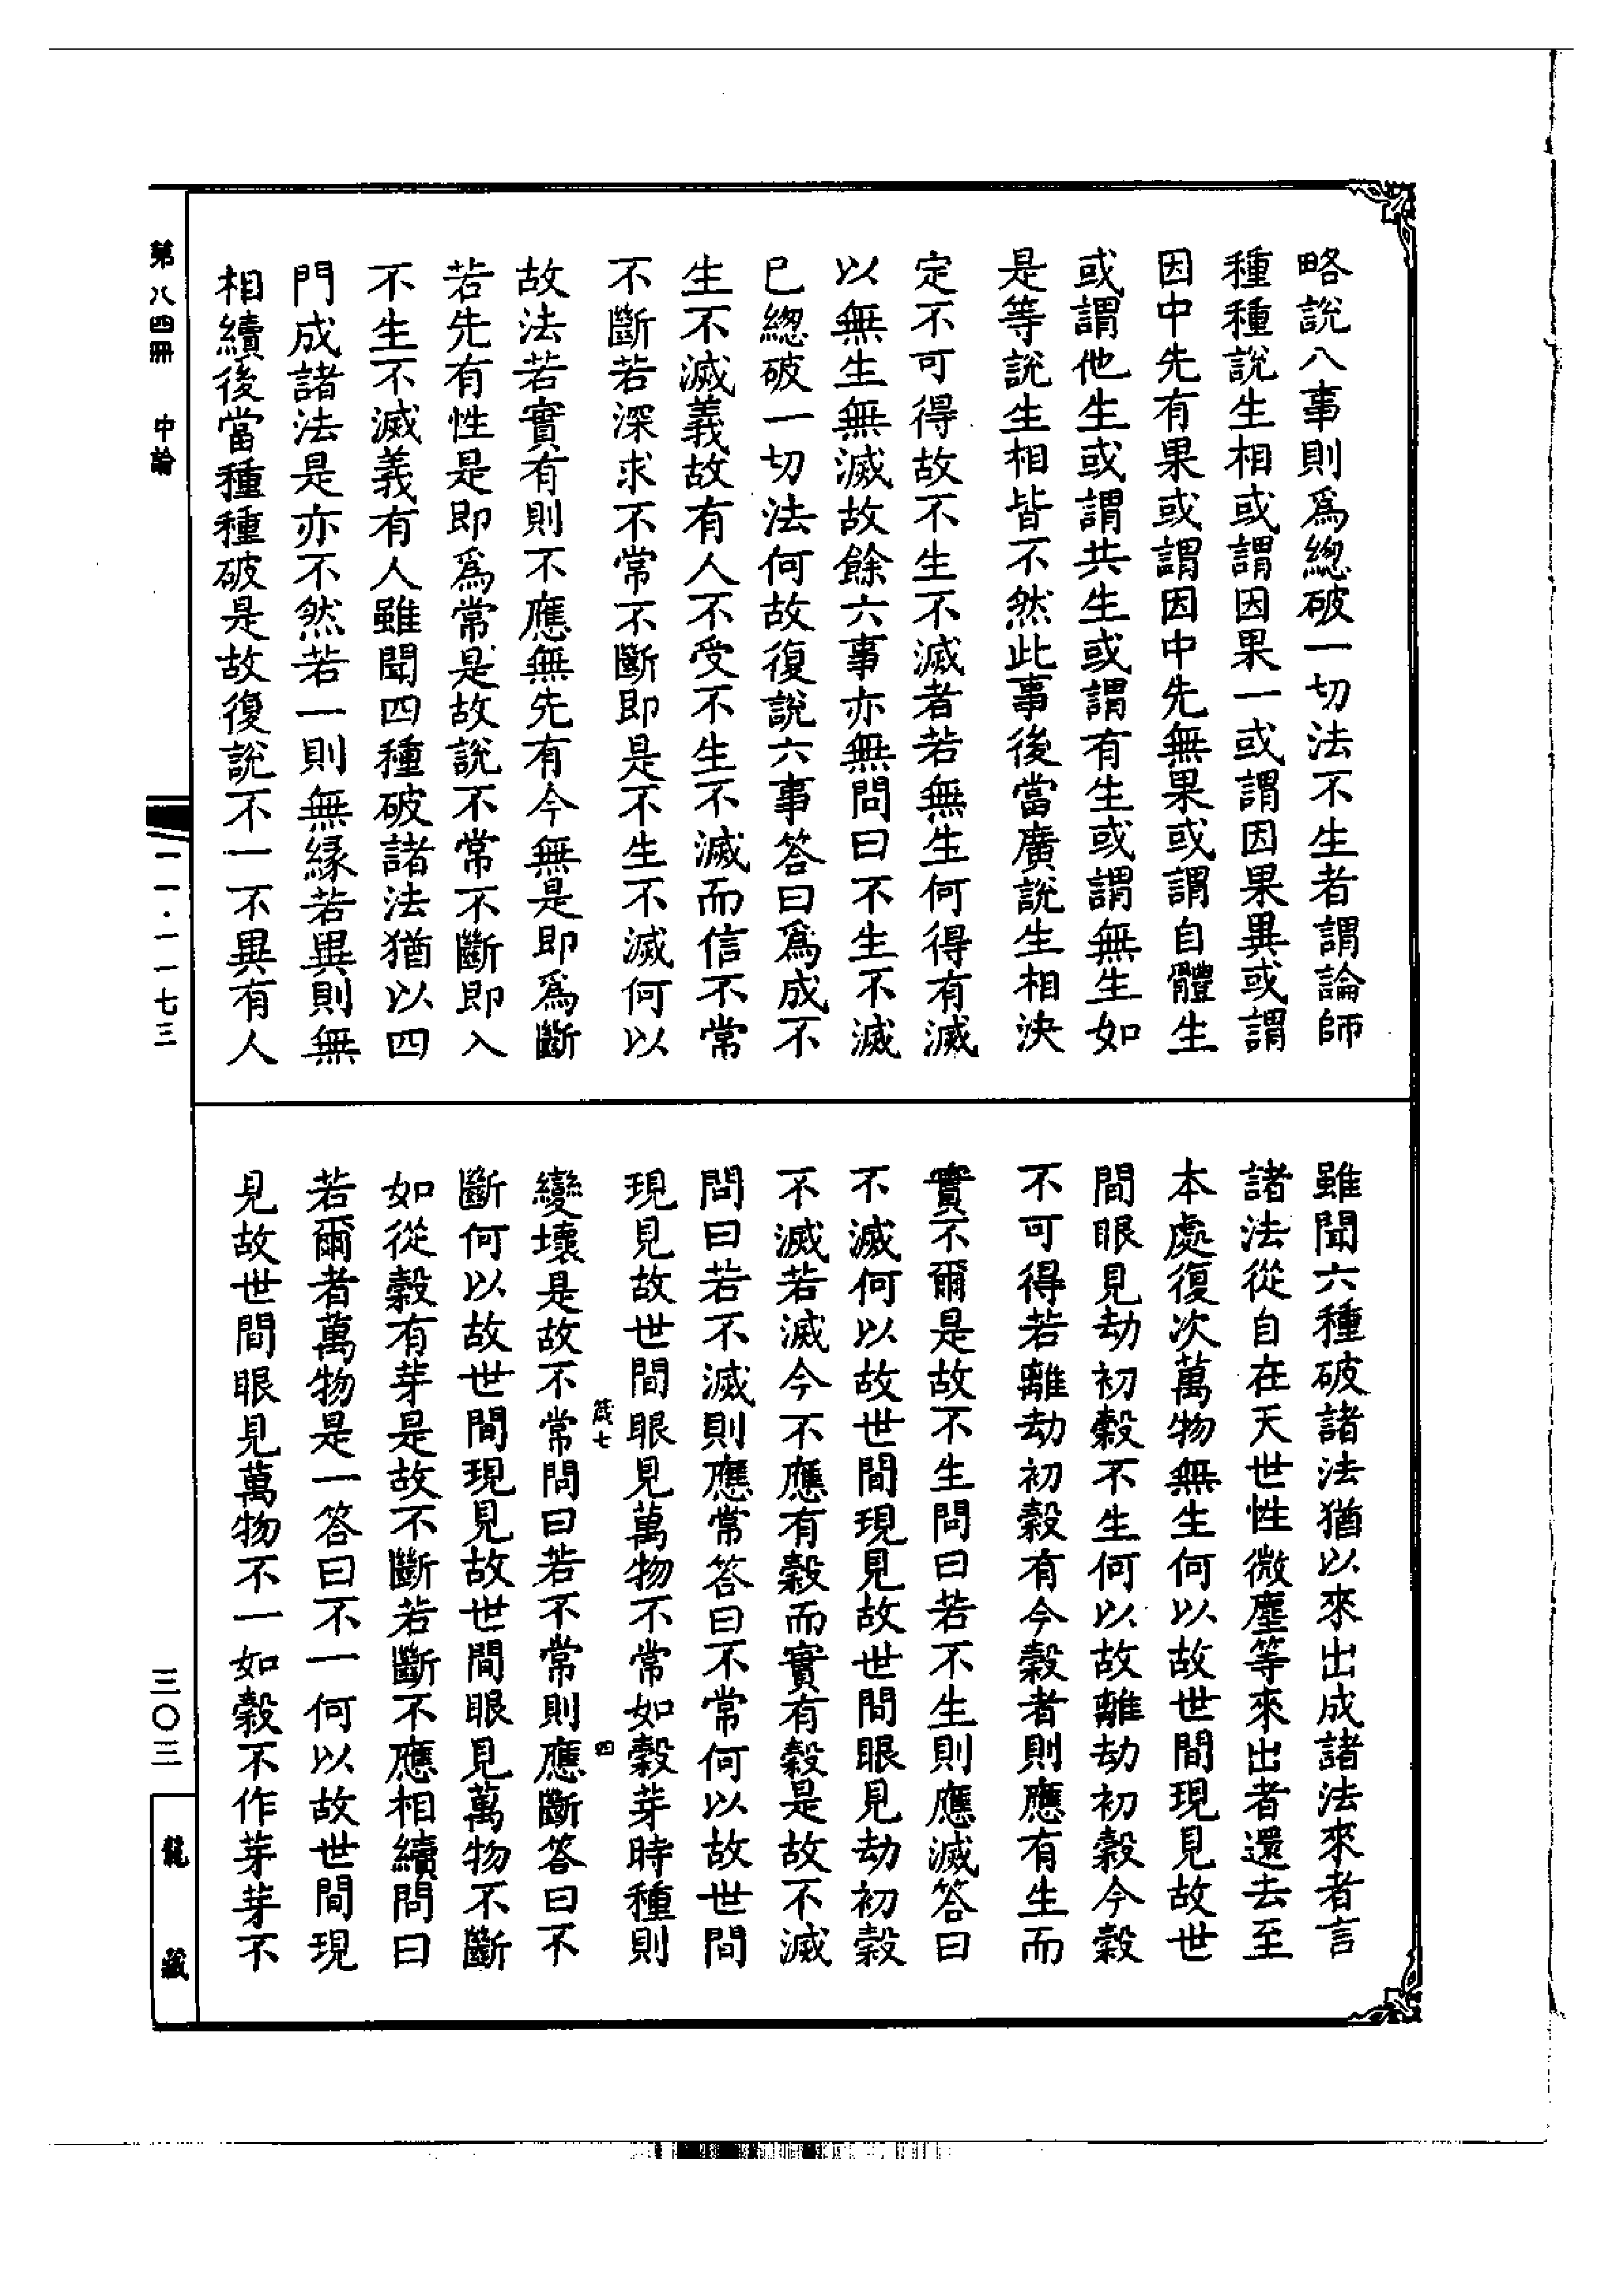 略說八事則爲緫破一切法不生者謂論師
種種說生相或謂因果一或謂因果異或謂
因中先有果或謂因中先無果或謂自體生
或謂他生或謂共生或謂有生或謂無生如
是等說生相皆不然此事後當廣說生相決
定不可得故不生不滅者若無生何得有滅
以無生無滅故餘六事亦無問曰不生不滅
已緫破一切法何故復說六事答曰爲成不
生不滅義故有人不受不生不滅而信不常
不斷若深求不常不斷即是不生不滅何以
故法若實有則不應無先有今無是即爲斷
若先有性是即爲常是故說不常不斷即入
不生不滅義有人雖聞四種破諸法猶以四
門成諸法是亦不然若一則無緣若異則無
相續後當種種破是故復說不一不異有人
雖聞六種破諸法猶以來出成諸法來者言
諸法從自在天世性微塵等來出者還去至
本處復次萬物無生何以故世間現見故世
間眼見劫初穀不生何以故離劫初穀今穀
不可得若離劫初穀有今穀者則應有生而
實不爾是故不生問曰若不生則應滅答曰
不滅何以故世間現見故世間眼見劫初穀
不滅若滅今不應有穀而實有穀是故不滅
問曰若不滅則應常答曰不常何以故世間
現見故世間眼見萬物不常如穀芽時種則
變壞是故不常問曰若不常則應斷答曰不
斷何以故世間現見故世間眼見萬物不斷
如從穀有芽是故不斷若斷不應相續問曰
若爾者萬物是一答曰不一何以故世間現
見故世間眼見萬物不一如穀不作芽芽不
七
四
第八四冊 中論
二一·一一七三
三〇三
龍藏